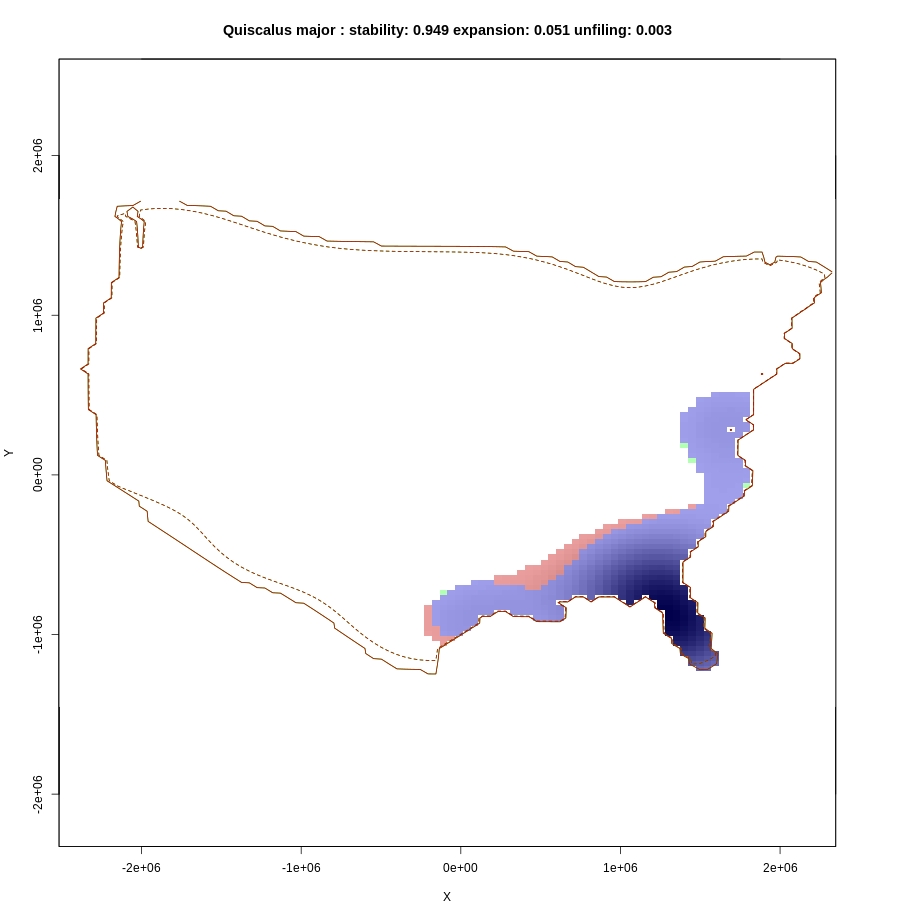 Quiscalus major : stability: 0.949 expansion: 0.051 unfiling: 0.003
2e+06
1e+06
0e+00
-1e+06
-2e+06
Y
-2e+06 -1e+06 0e+00 1e+06 2e+06
X